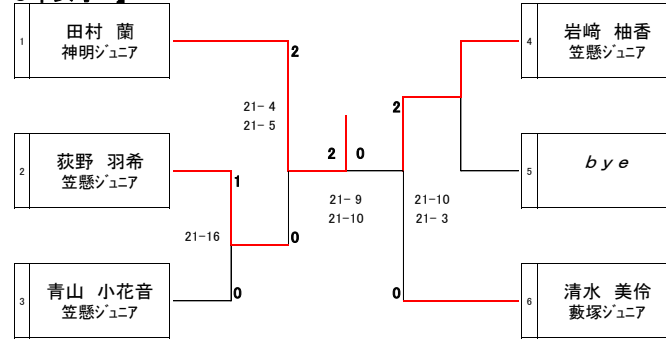 1
田村 蘭
神明ジュニア
2
荻野 羽希
笠懸ジュニア
3
青山 小花音
笠懸ジュニア
2
21- 4
21- 5
1
21-16
0
0
2 0
21- 9
21-10
2
21-10
21- 3
0
4
岩﨑 柚香
笠懸ジュニア
5
bye
6
清水 美伶
藪塚ジュニア